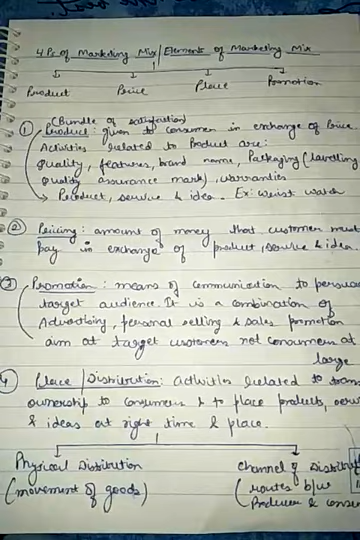 4 Ps of Marketing Mix / Elements of Marketing Mix
Product Price Place Promotion
(Bundle of satisfaction)
① Product : given to consumer in exchange of Price.
Activities related to Product are:
Quality, features, brand name, Packaging (labelling
quality assurance mark), warranties
→ Product, service & idea. Ex: wrist watch
② Pricing : amount of money that customer must
pay in exchange of product, service & idea.
③ Promotion : means of communication to
target audience. It is a combination of
Advertising, personal selling & sales promotion
aim at target customers not consumers at
large
4 Place / Distribution : Activities related to
ownership to consumers & to place products,
& ideas at right time & place.
Physical Distribution Channel of
(movement of goods) (routes b/w
Producer &